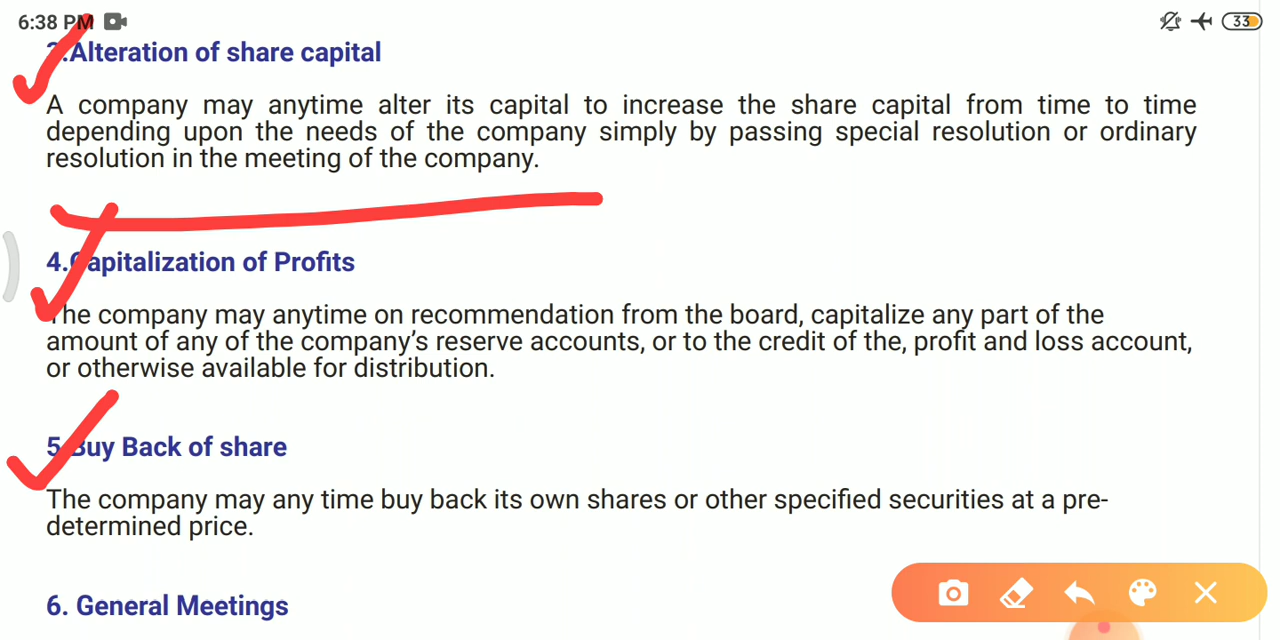 6:38 PM
33
3.Alteration of share capital
A company may anytime alter its capital to increase the share capital from time to time
depending upon the needs of the company simply by passing special resolution or ordinary
resolution in the meeting of the company.
4.Capitalization of Profits
The company may anytime on recommendation from the board, capitalize any part of the
amount of any of the company's reserve accounts, or to the credit of the, profit and loss account,
or otherwise available for distribution.
5.Buy Back of share
The company may any time buy back its own shares or other specified securities at a pre-
determined price.
6. General Meetings